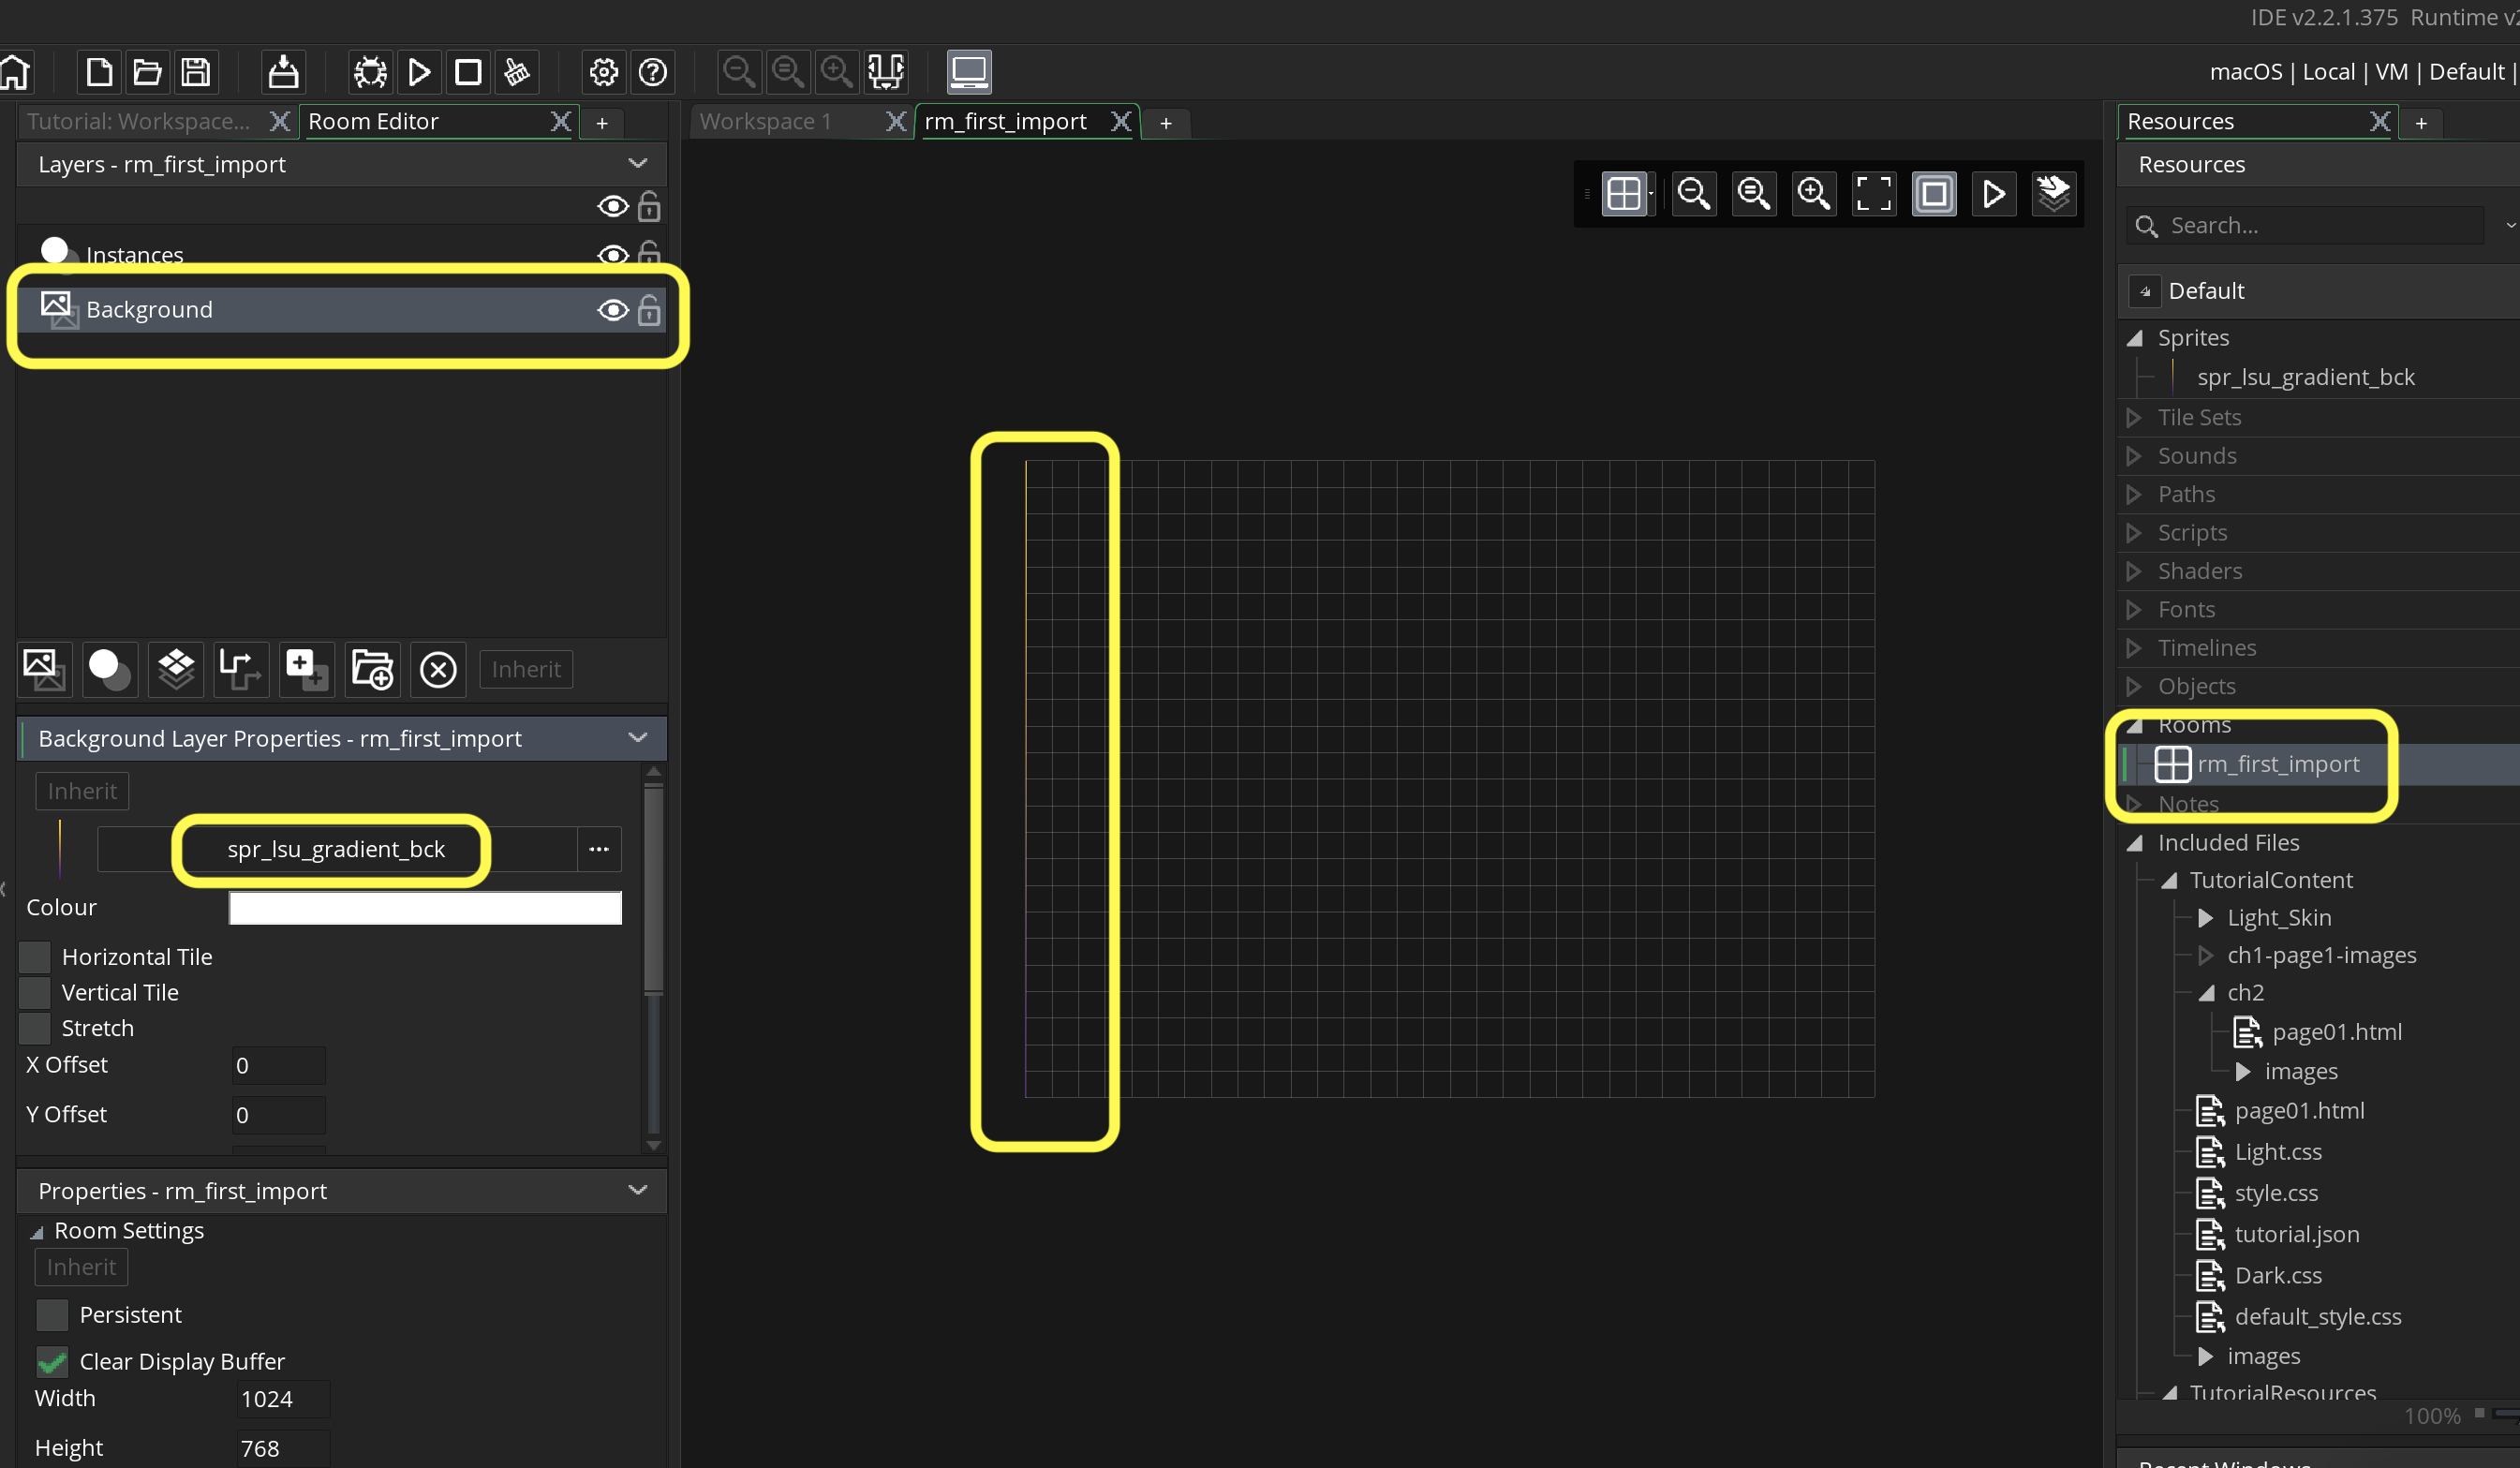 IDE v2.2.1.375 Runtime
macOS | Local | VM | Default |
Tutorial: Workspace...
Room Editor
+
Workspace 1
rm_first_import
+
Resources
+
Layers - rm_first_import
Instances
Background
Inherit
Background Layer Properties - rm_first_import
Inherit
spr_lsu_gradient_bck
...
Colour
Horizontal Tile
Vertical Tile
Stretch
X Offset 0
Y Offset 0
Properties - rm_first_import
Room Settings
Inherit
Persistent
Clear Display Buffer
Width 1024
Height 768
Resources
Search...
Default
Sprites
spr_lsu_gradient_bck
Tile Sets
Sounds
Paths
Scripts
Shaders
Fonts
Timelines
Objects
Rooms
rm_first_import
Notes
Included Files
TutorialContent
Light_Skin
ch1-page1-images
ch2
page01.html
images
page01.html
Light.css
style.css
tutorial.json
Dark.css
default_style.css
images
TutorialResources
100%
Recent Windows